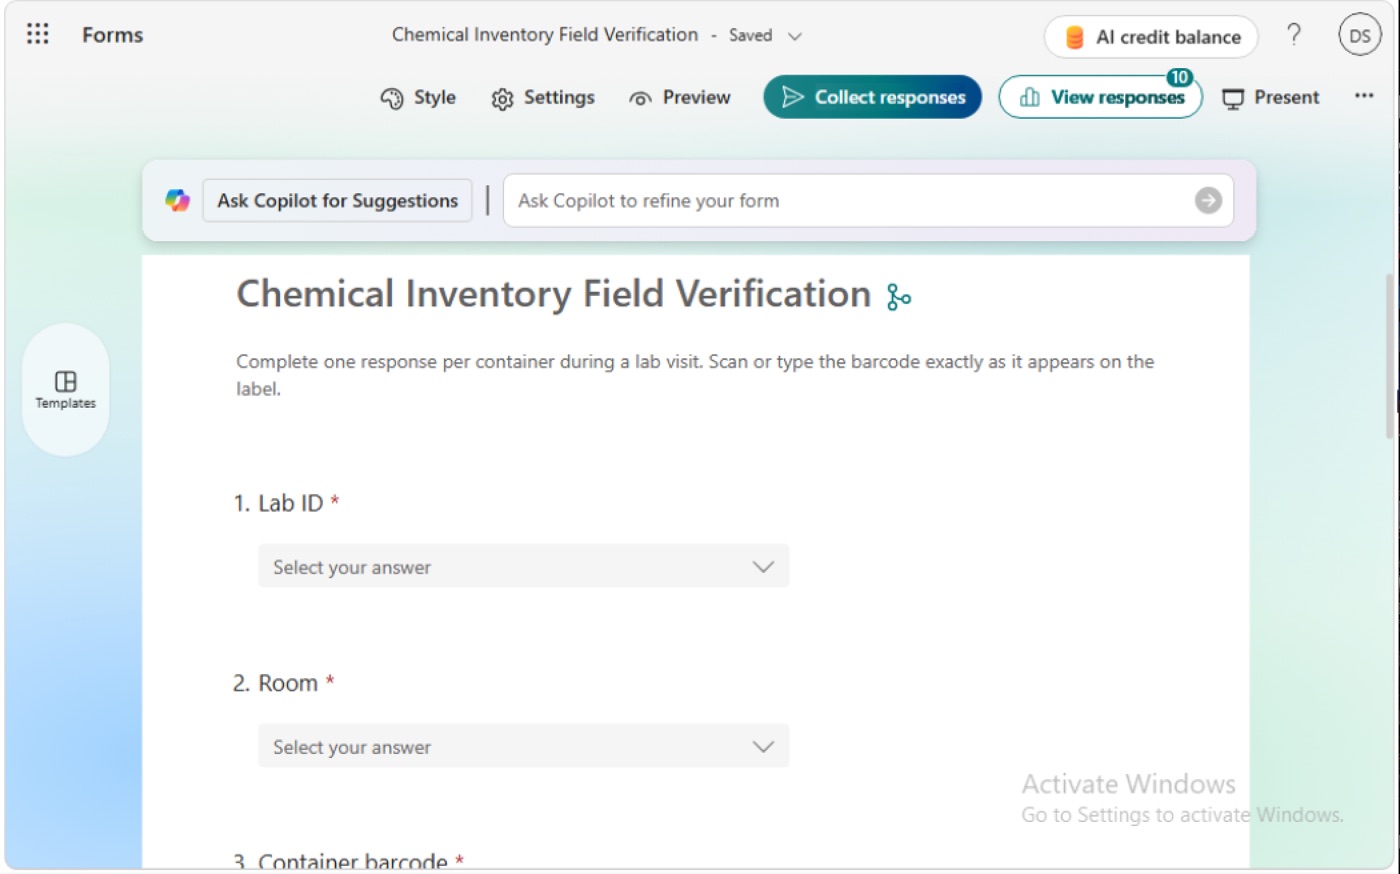 Forms
Chemical Inventory Field Verification - Saved
AI credit balance
?
DS
Style
Settings
Preview
Collect responses
View responses
10
Present
...
Ask Copilot for Suggestions
Ask Copilot to refine your form
Chemical Inventory Field Verification
Complete one response per container during a lab visit. Scan or type the barcode exactly as it appears on the
label.
Templates
1. Lab ID *
Select your answer
2. Room *
Select your answer
Activate Windows
Go to Settings to activate Windows.
3. Container barcode *